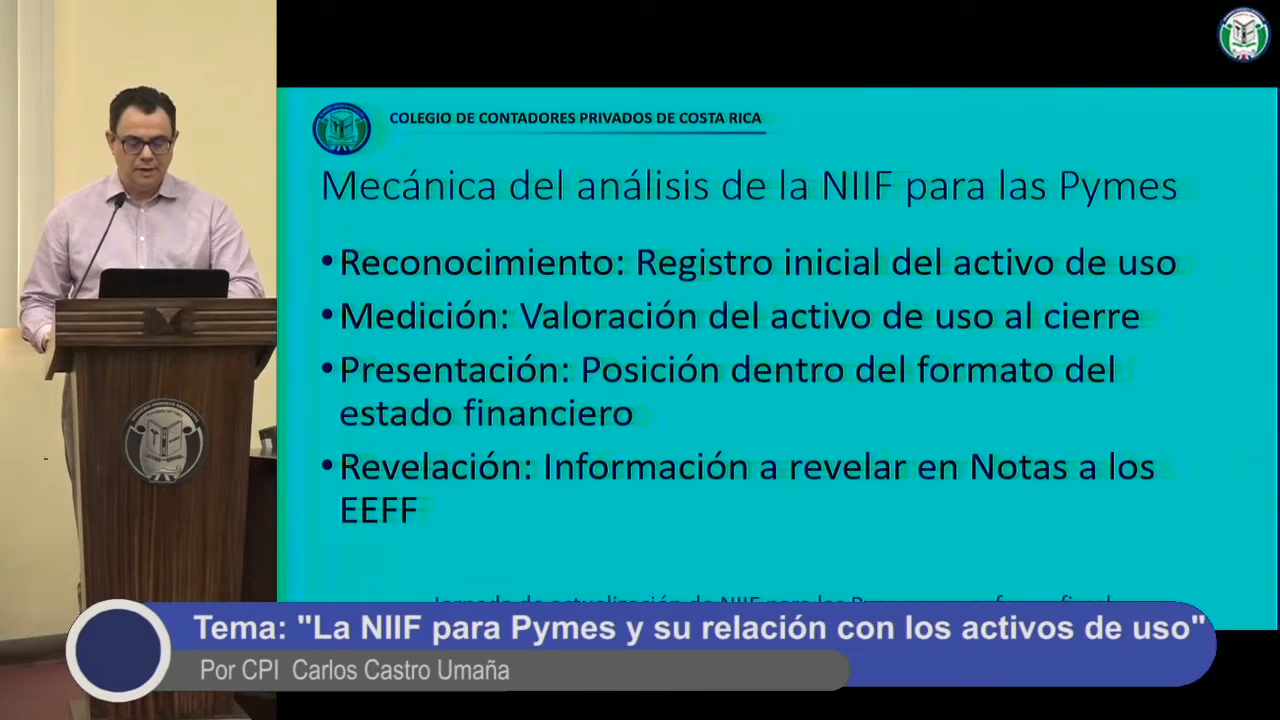 COLEGIO DE CONTADORES PRIVADOS DE COSTA RICA
Mecánica del análisis de la NIIF para las Pymes
• Reconocimiento: Registro inicial del activo de uso
• Medición: Valoración del activo de uso al cierre
• Presentación: Posición dentro del formato del
estado financiero
• Revelación: Información a revelar en Notas a los
EEFF
Tema: "La NIIF para Pymes y su relación con los activos de uso"
Por CPI Carlos Castro Umaña